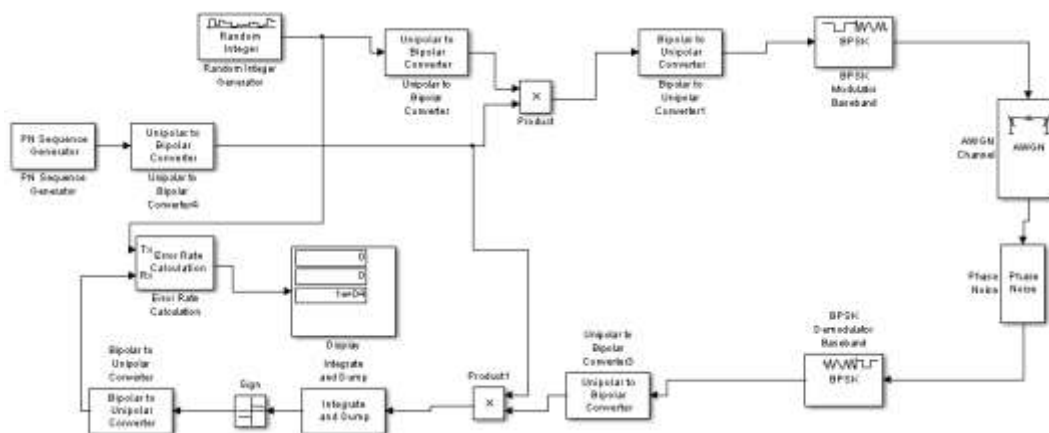 Random
Integer
Random Integer
Generator
Unipolar to
Bipolar
Converter
Unipolar to
Bipolar
Converter
×
Product
Bipolar to
Unipolar
Converter
Bipolar to
Unipolar
Converter1
BPSK
BPSK
Modulator
Baseband
AWGN
Channel
AWGN
PN Sequence
Generator
PN Sequence
Generator
Unipolar to
Bipolar
Converter
Unipolar to
Bipolar
Converter4
Tx
Rx
Error Rate
Calculation
Error Rate
Calculation
0
0
1e+04
Display
Phase
Noise
Phase
Noise
BPSK
Demodulator
Baseband
BPSK
Unipolar to
Bipolar
Converter3
Unipolar to
Bipolar
Converter
Product1
×
Integrate
and Dump
Integrate
and Dump
Sign
Bipolar to
Unipolar
Converter
Bipolar to
Unipolar
Converter